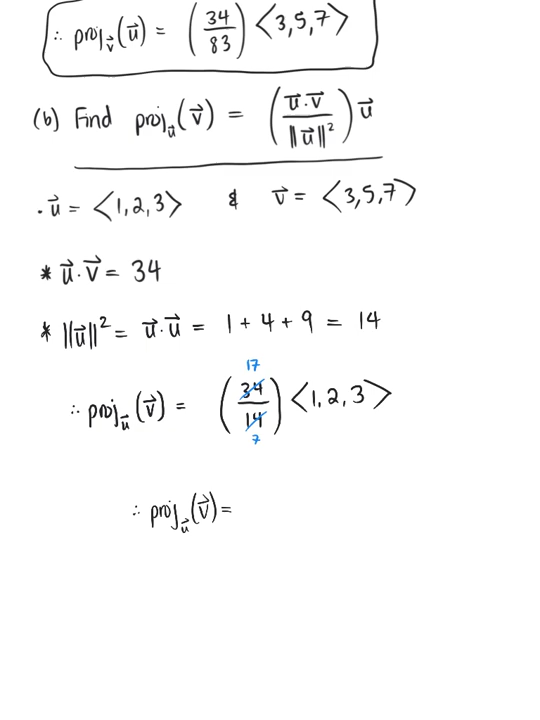 ∴ proj_v⃗(u⃗) = (34/83) <3,5,7>
(b) Find proj_u⃗(v⃗) = (u⃗·v⃗/||u⃗||²) u⃗
· u⃗ = <1,2,3> & v⃗ = <3,5,7>
* u⃗·v⃗ = 34
* ||u⃗||² = u⃗·u⃗ = 1 + 4 + 9 = 14
17
∴ proj_u⃗(v⃗) = (34/14) <1,2,3>
7
∴ proj_u⃗(v⃗) =